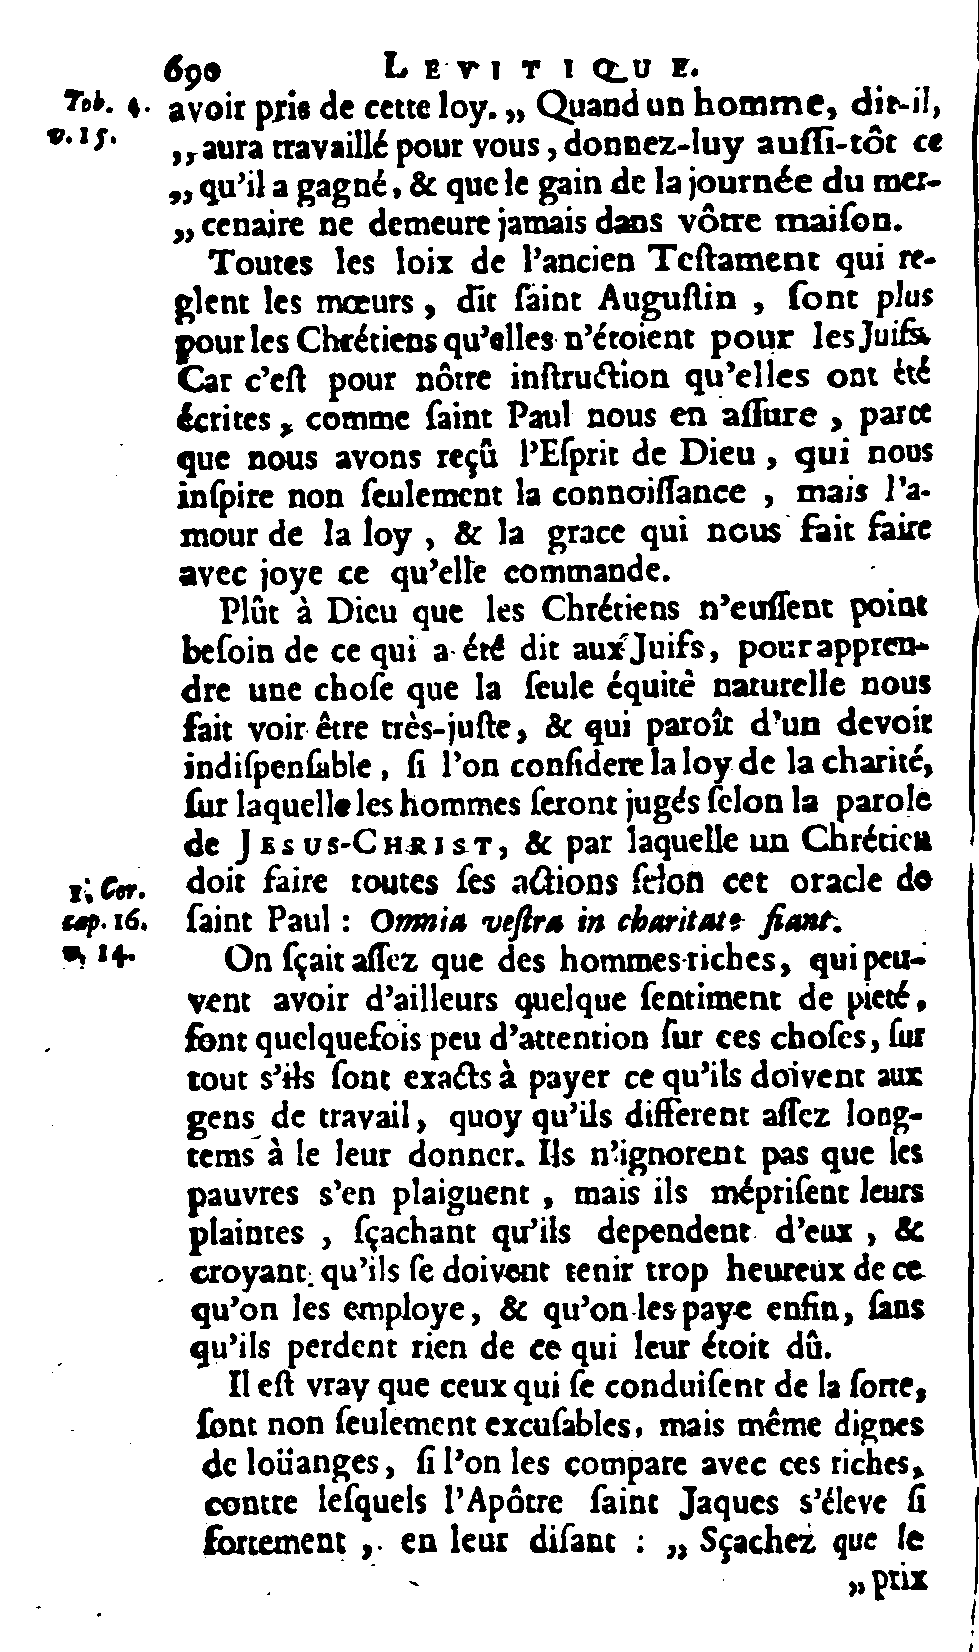 690 LEVITIQUE.
Tob. 4. avoir pris de cette loy. „ Quand un homme, dit-il,
v. 15. „ aura travaillé pour vous, donnez-luy auſſi-tôt ce
„ qu'il a gagné, & que le gain de la journée du mer-
„ cenaire ne demeure jamais dans vôtre maiſon.
Toutes les loix de l'ancien Teſtament qui re-
glent les mœurs, dit ſaint Auguſtin, ſont plus
pour les Chrétiens qu'elles n'étoient pour les Juifs.
Car c'eſt pour nôtre inſtruction qu'elles ont été
écrites, comme ſaint Paul nous en aſſure, parce
que nous avons reçû l'Eſprit de Dieu, qui nous
inſpire non ſeulement la connoiſſance, mais l'a-
mour de la loy, & la grace qui nous fait faire
avec joye ce qu'elle commande.
Plût à Dieu que les Chrétiens n'euſſent point
beſoin de ce qui a été dit aux Juifs, pour appren-
dre une choſe que la ſeule équité naturelle nous
fait voir être très-juſte, & qui paroît d'un devoir
indiſpenſable, ſi l'on conſidere la loy de la charité,
ſur laquelle les hommes ſeront jugés ſelon la parole
de JESUS-CHRIST, & par laquelle un Chrétien
1. Cor. doit faire toutes ſes actions ſelon cet oracle de
cap. 16. ſaint Paul : Omnia veſtra in charitate fiant.
v. 14. On ſçait aſſez que des hommes riches, qui peu-
vent avoir d'ailleurs quelque ſentiment de pieté,
font quelquefois peu d'attention ſur ces choſes, ſur
tout s'ils ſont exacts à payer ce qu'ils doivent aux
gens de travail, quoy qu'ils different aſſez long-
tems à le leur donner. Ils n'ignorent pas que les
pauvres s'en plaignent, mais ils mépriſent leurs
plaintes, ſçachant qu'ils dependent d'eux, &
croyant qu'ils ſe doivent tenir trop heureux de ce
qu'on les employe, & qu'on les paye enfin, ſans
qu'ils perdent rien de ce qui leur étoit dû.
Il eſt vray que ceux qui ſe conduiſent de la ſorte,
ſont non ſeulement excuſables, mais même dignes
de loüanges, ſi l'on les compare avec ces riches,
contre leſquels l'Apôtre ſaint Jaques s'éleve ſi
fortement, en leur diſant : „ Sçachez que le
„ prix